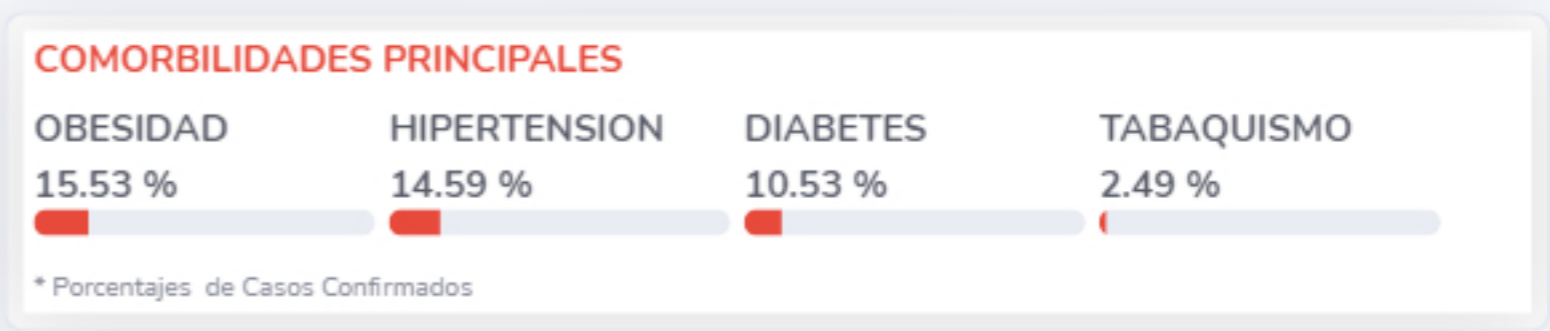 COMORBILIDADES PRINCIPALES
OBESIDAD HIPERTENSION DIABETES TABAQUISMO
15.53 % 14.59 % 10.53 % 2.49 %
* Porcentajes de Casos Confirmados